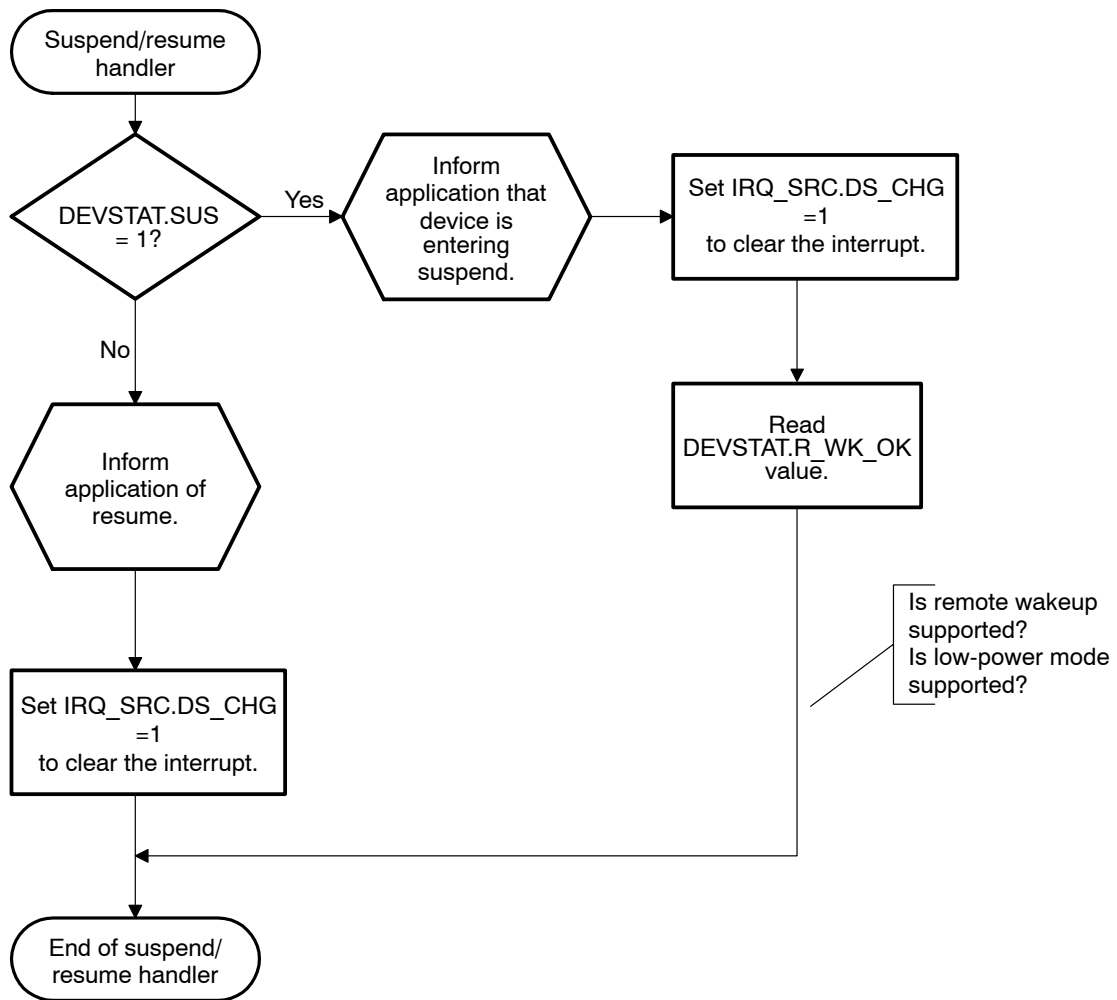 Suspend/resume
handler
DEVSTAT.SUS
= 1?
Yes
Inform
application that
device is
entering
suspend.
Set IRQ_SRC.DS_CHG
=1
to clear the interrupt.
No
Read
DEVSTAT.R_WK_OK
value.
Inform
application of
resume.
Is remote wakeup
supported?
Is low-power mode
supported?
Set IRQ_SRC.DS_CHG
=1
to clear the interrupt.
End of suspend/
resume handler